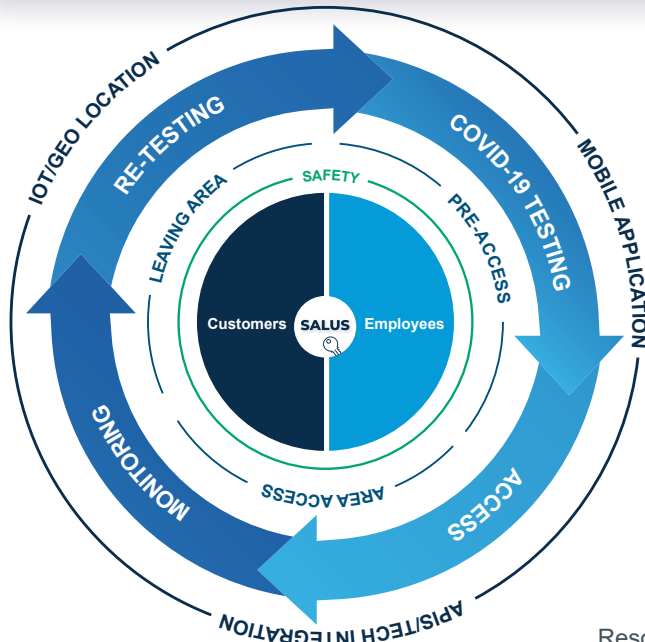 IOT/GEO LOCATION
MOBILE APPLICATION
APIS/TECH INTEGRATION
RE-TESTING
COVID-19 TESTING
ACCESS
MONITORING
LEAVING AREA
PRE-ACCESS
AREA ACCESS
SAFETY
Customers
SALUS
Employees